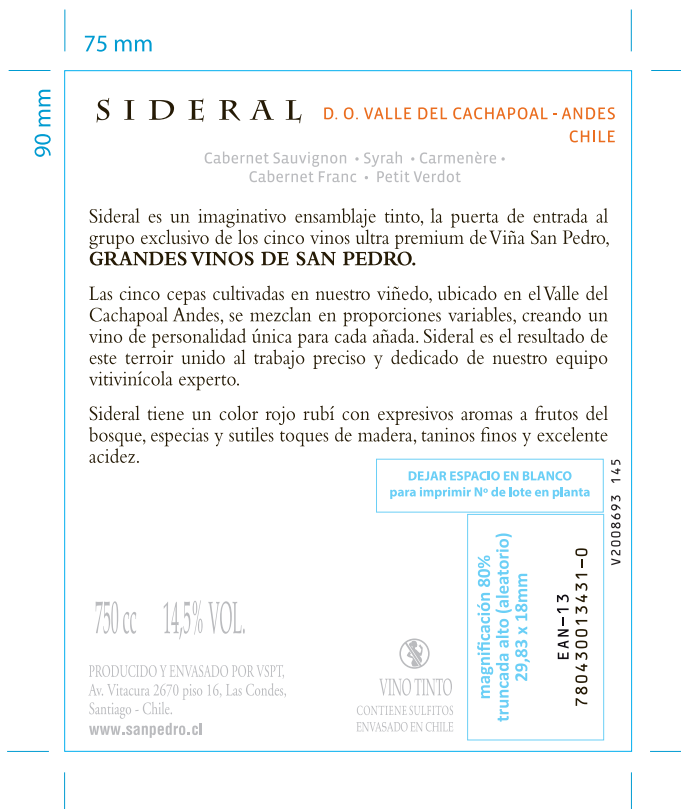 75 mm
90 mm
SIDERAL D. O. VALLE DEL CACHAPOAL - ANDES
CHILE
Cabernet Sauvignon • Syrah • Carmenère •
Cabernet Franc • Petit Verdot
Sideral es un imaginativo ensamblaje tinto, la puerta de entrada al
grupo exclusivo de los cinco vinos ultra premium de Viña San Pedro,
GRANDES VINOS DE SAN PEDRO.
Las cinco cepas cultivadas en nuestro viñedo, ubicado en el Valle del
Cachapoal Andes, se mezclan en proporciones variables, creando un
vino de personalidad única para cada añada. Sideral es el resultado de
este terroir unido al trabajo preciso y dedicado de nuestro equipo
vitivinícola experto.
Sideral tiene un color rojo rubí con expresivos aromas a frutos del
bosque, especias y sutiles toques de madera, taninos finos y excelente
acidez.
DEJAR ESPACIO EN BLANCO
para imprimir Nº de lote en planta
V2008693 145
magnificación 80%
truncada alto (aleatorio)
29,83 x 18mm
EAN-13
780430013431-0
750 cc 14,5% VOL.
PRODUCIDO Y ENVASADO POR VSPT,
Av. Vitacura 2670 piso 16, Las Condes,
Santiago - Chile.
www.sanpedro.cl
VINO TINTO
CONTIENE SULFITOS
ENVASADO EN CHILE